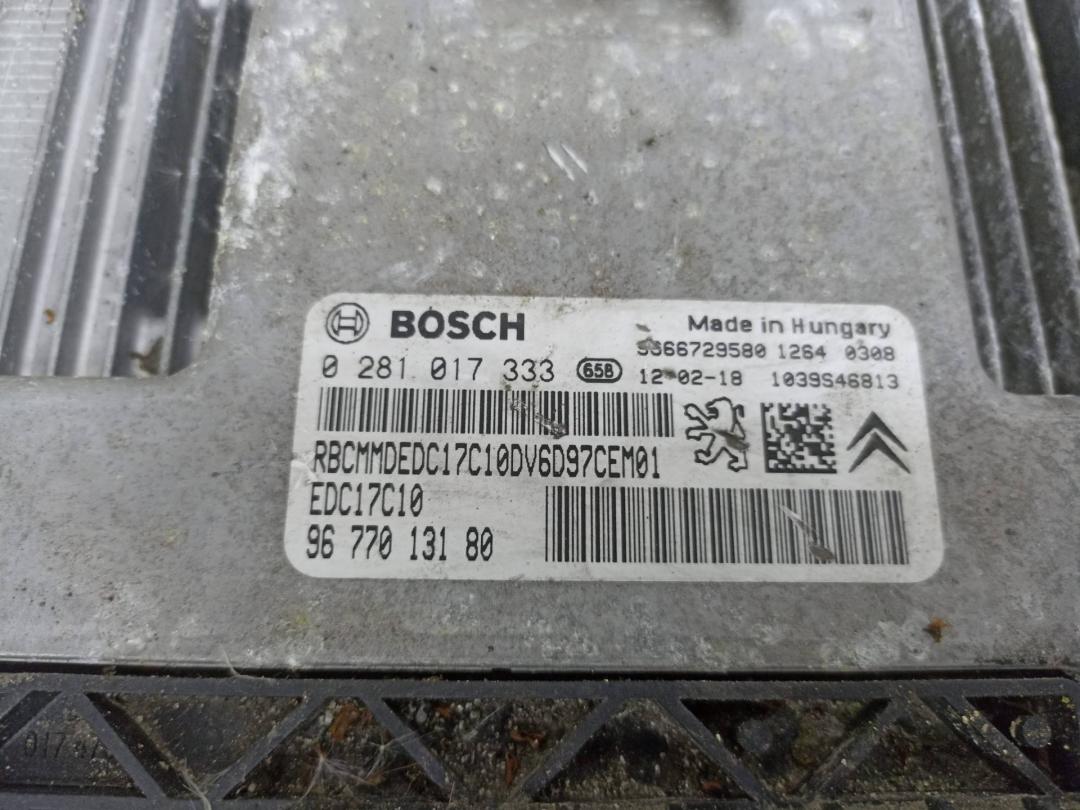 BOSCH
Made in Hungary
0 281 017 333 658
9666729580 1264 0308
12-02-18 1039S46813
RBCMMDEDC17C10DV6D97CEM01
EDC17C10
96 770 131 80